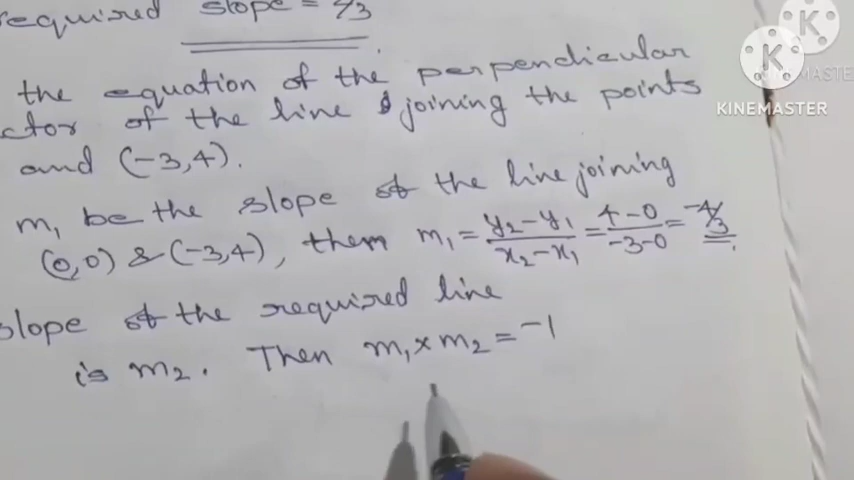 required slope = 4/3
the equation of the perpendicular
ctor of the line joining the points
and (-3,4).
m₁ be the slope of the line joining
(0,0) & (-3,4), then m₁ = y₂-y₁/x₂-x₁ = 4-0/-3-0 = -4/3.
slope of the required line
is m₂. Then m₁ × m₂ = -1
KINEMASTER
KINEMASTER